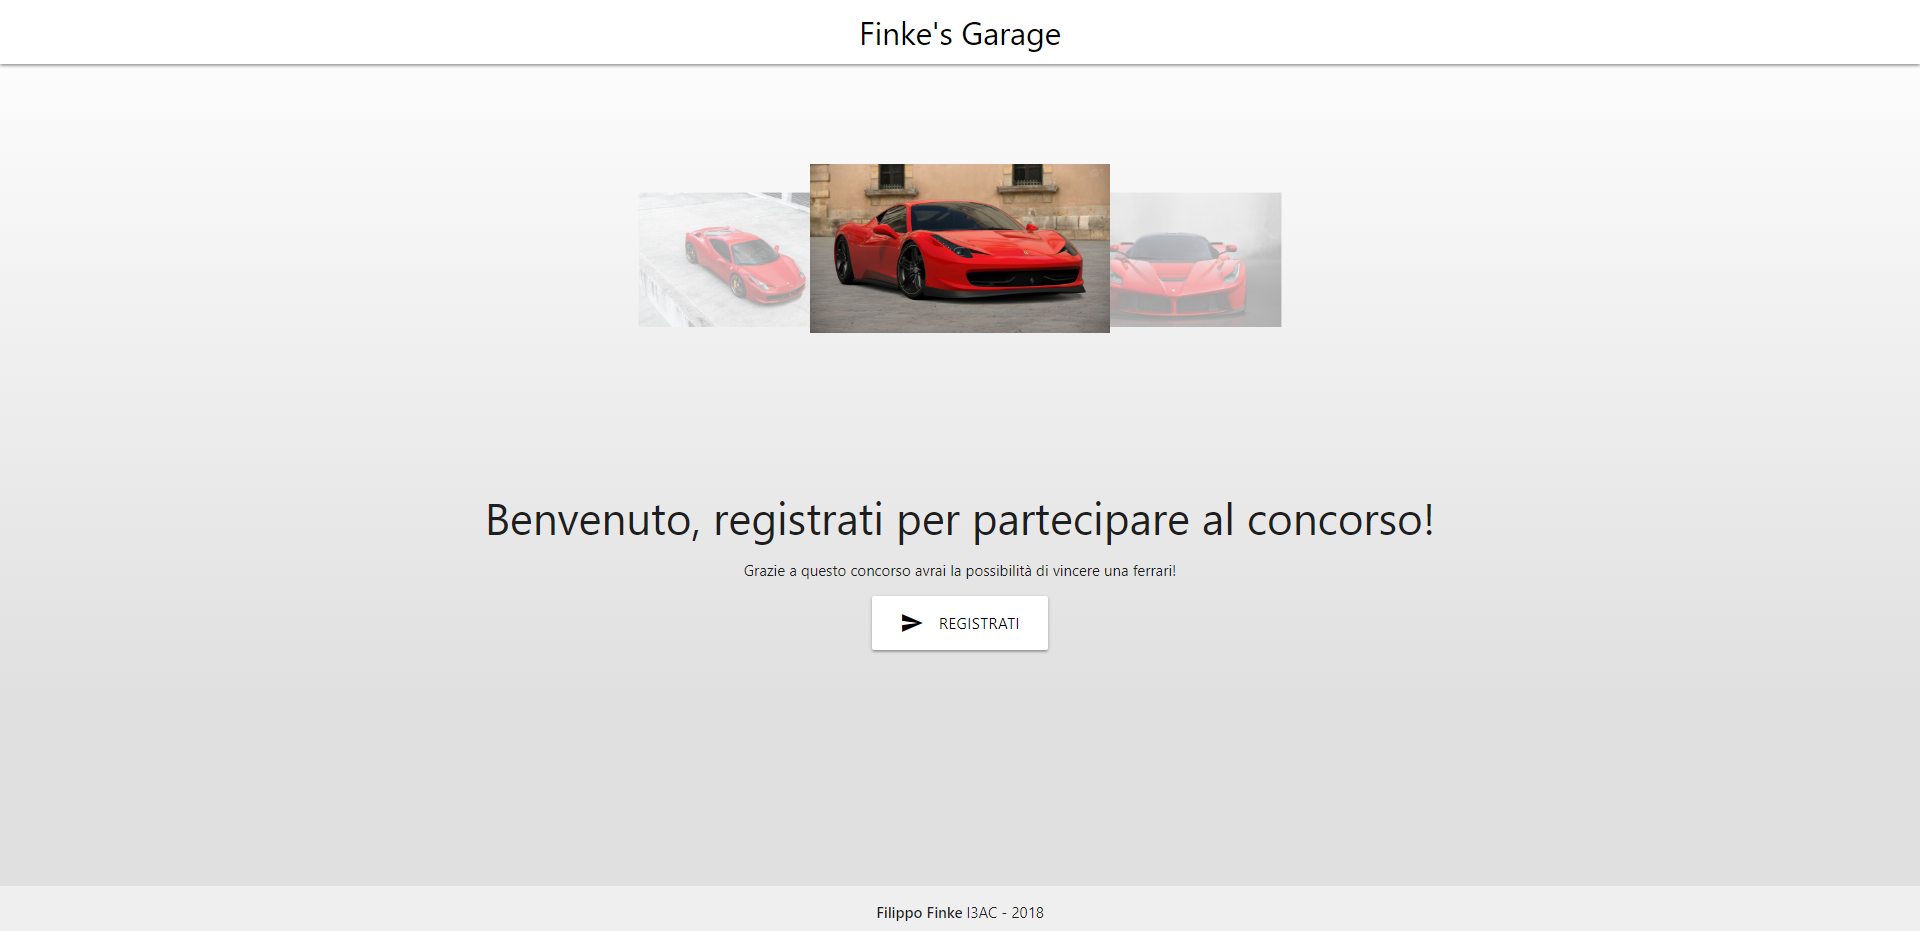 Finke's Garage
Benvenuto, registrati per partecipare al concorso!
Grazie a questo concorso avrai la possibilità di vincere una ferrari!
REGISTRATI
Filippo Finke I3AC - 2018